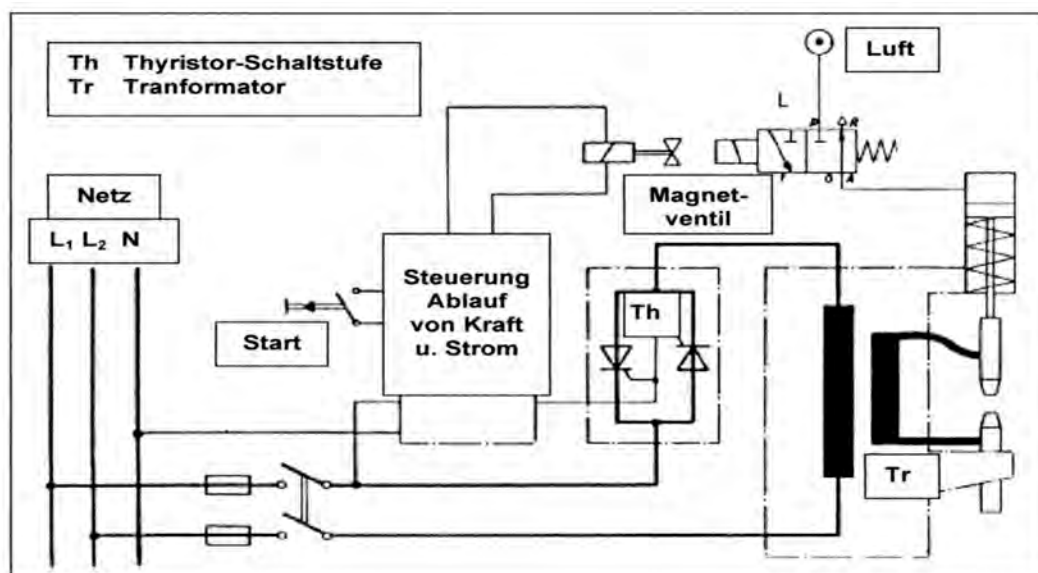 Th Thyristor-Schaltstufe
Tr Tranformator
Luft
L
P R
Magnet-
ventil
A
Netz
L₁ L₂ N
Steuerung
Ablauf
von Kraft
u. Strom
Start
Th
Tr